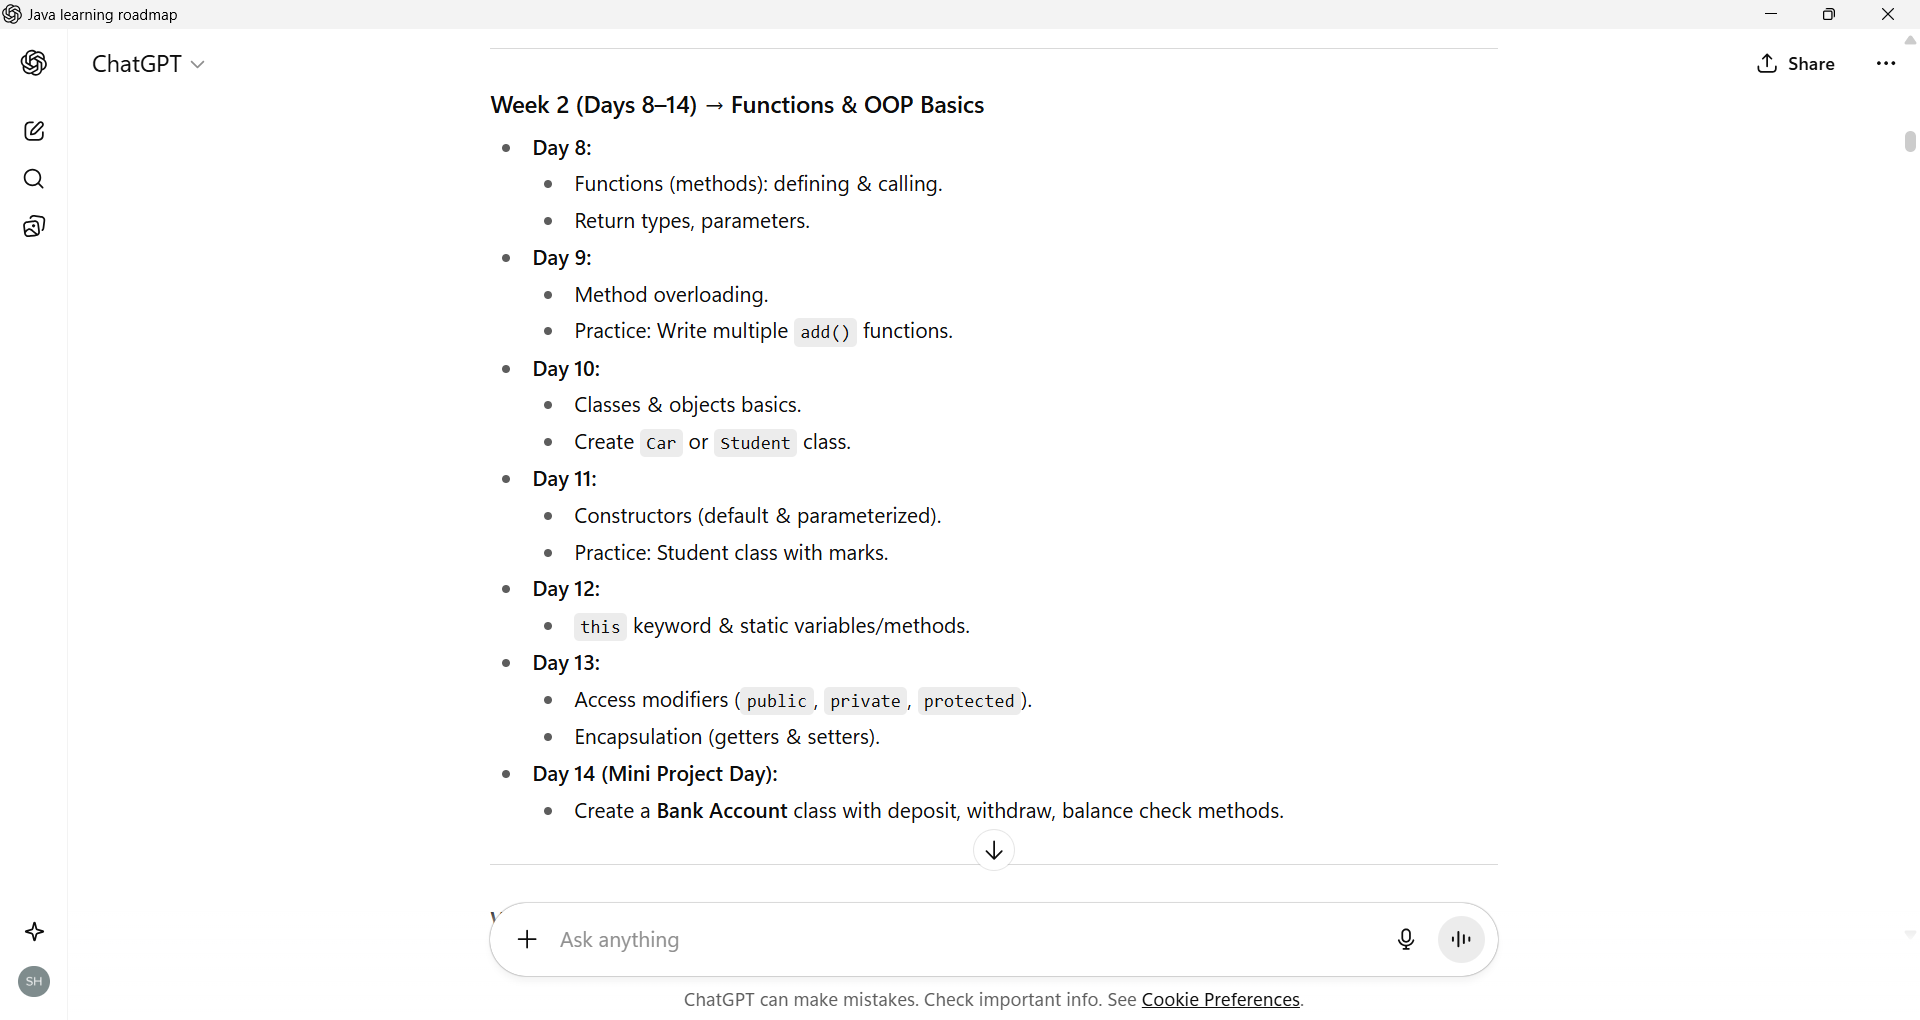 Java learning roadmap
ChatGPT
Share
Week 2 (Days 8–14) → Functions & OOP Basics
Day 8:
Functions (methods): defining & calling.
Return types, parameters.
Day 9:
Method overloading.
Practice: Write multiple add() functions.
Day 10:
Classes & objects basics.
Create Car or Student class.
Day 11:
Constructors (default & parameterized).
Practice: Student class with marks.
Day 12:
this keyword & static variables/methods.
Day 13:
Access modifiers (public, private, protected).
Encapsulation (getters & setters).
Day 14 (Mini Project Day):
Create a Bank Account class with deposit, withdraw, balance check methods.
Ask anything
SH
ChatGPT can make mistakes. Check important info. See Cookie Preferences.